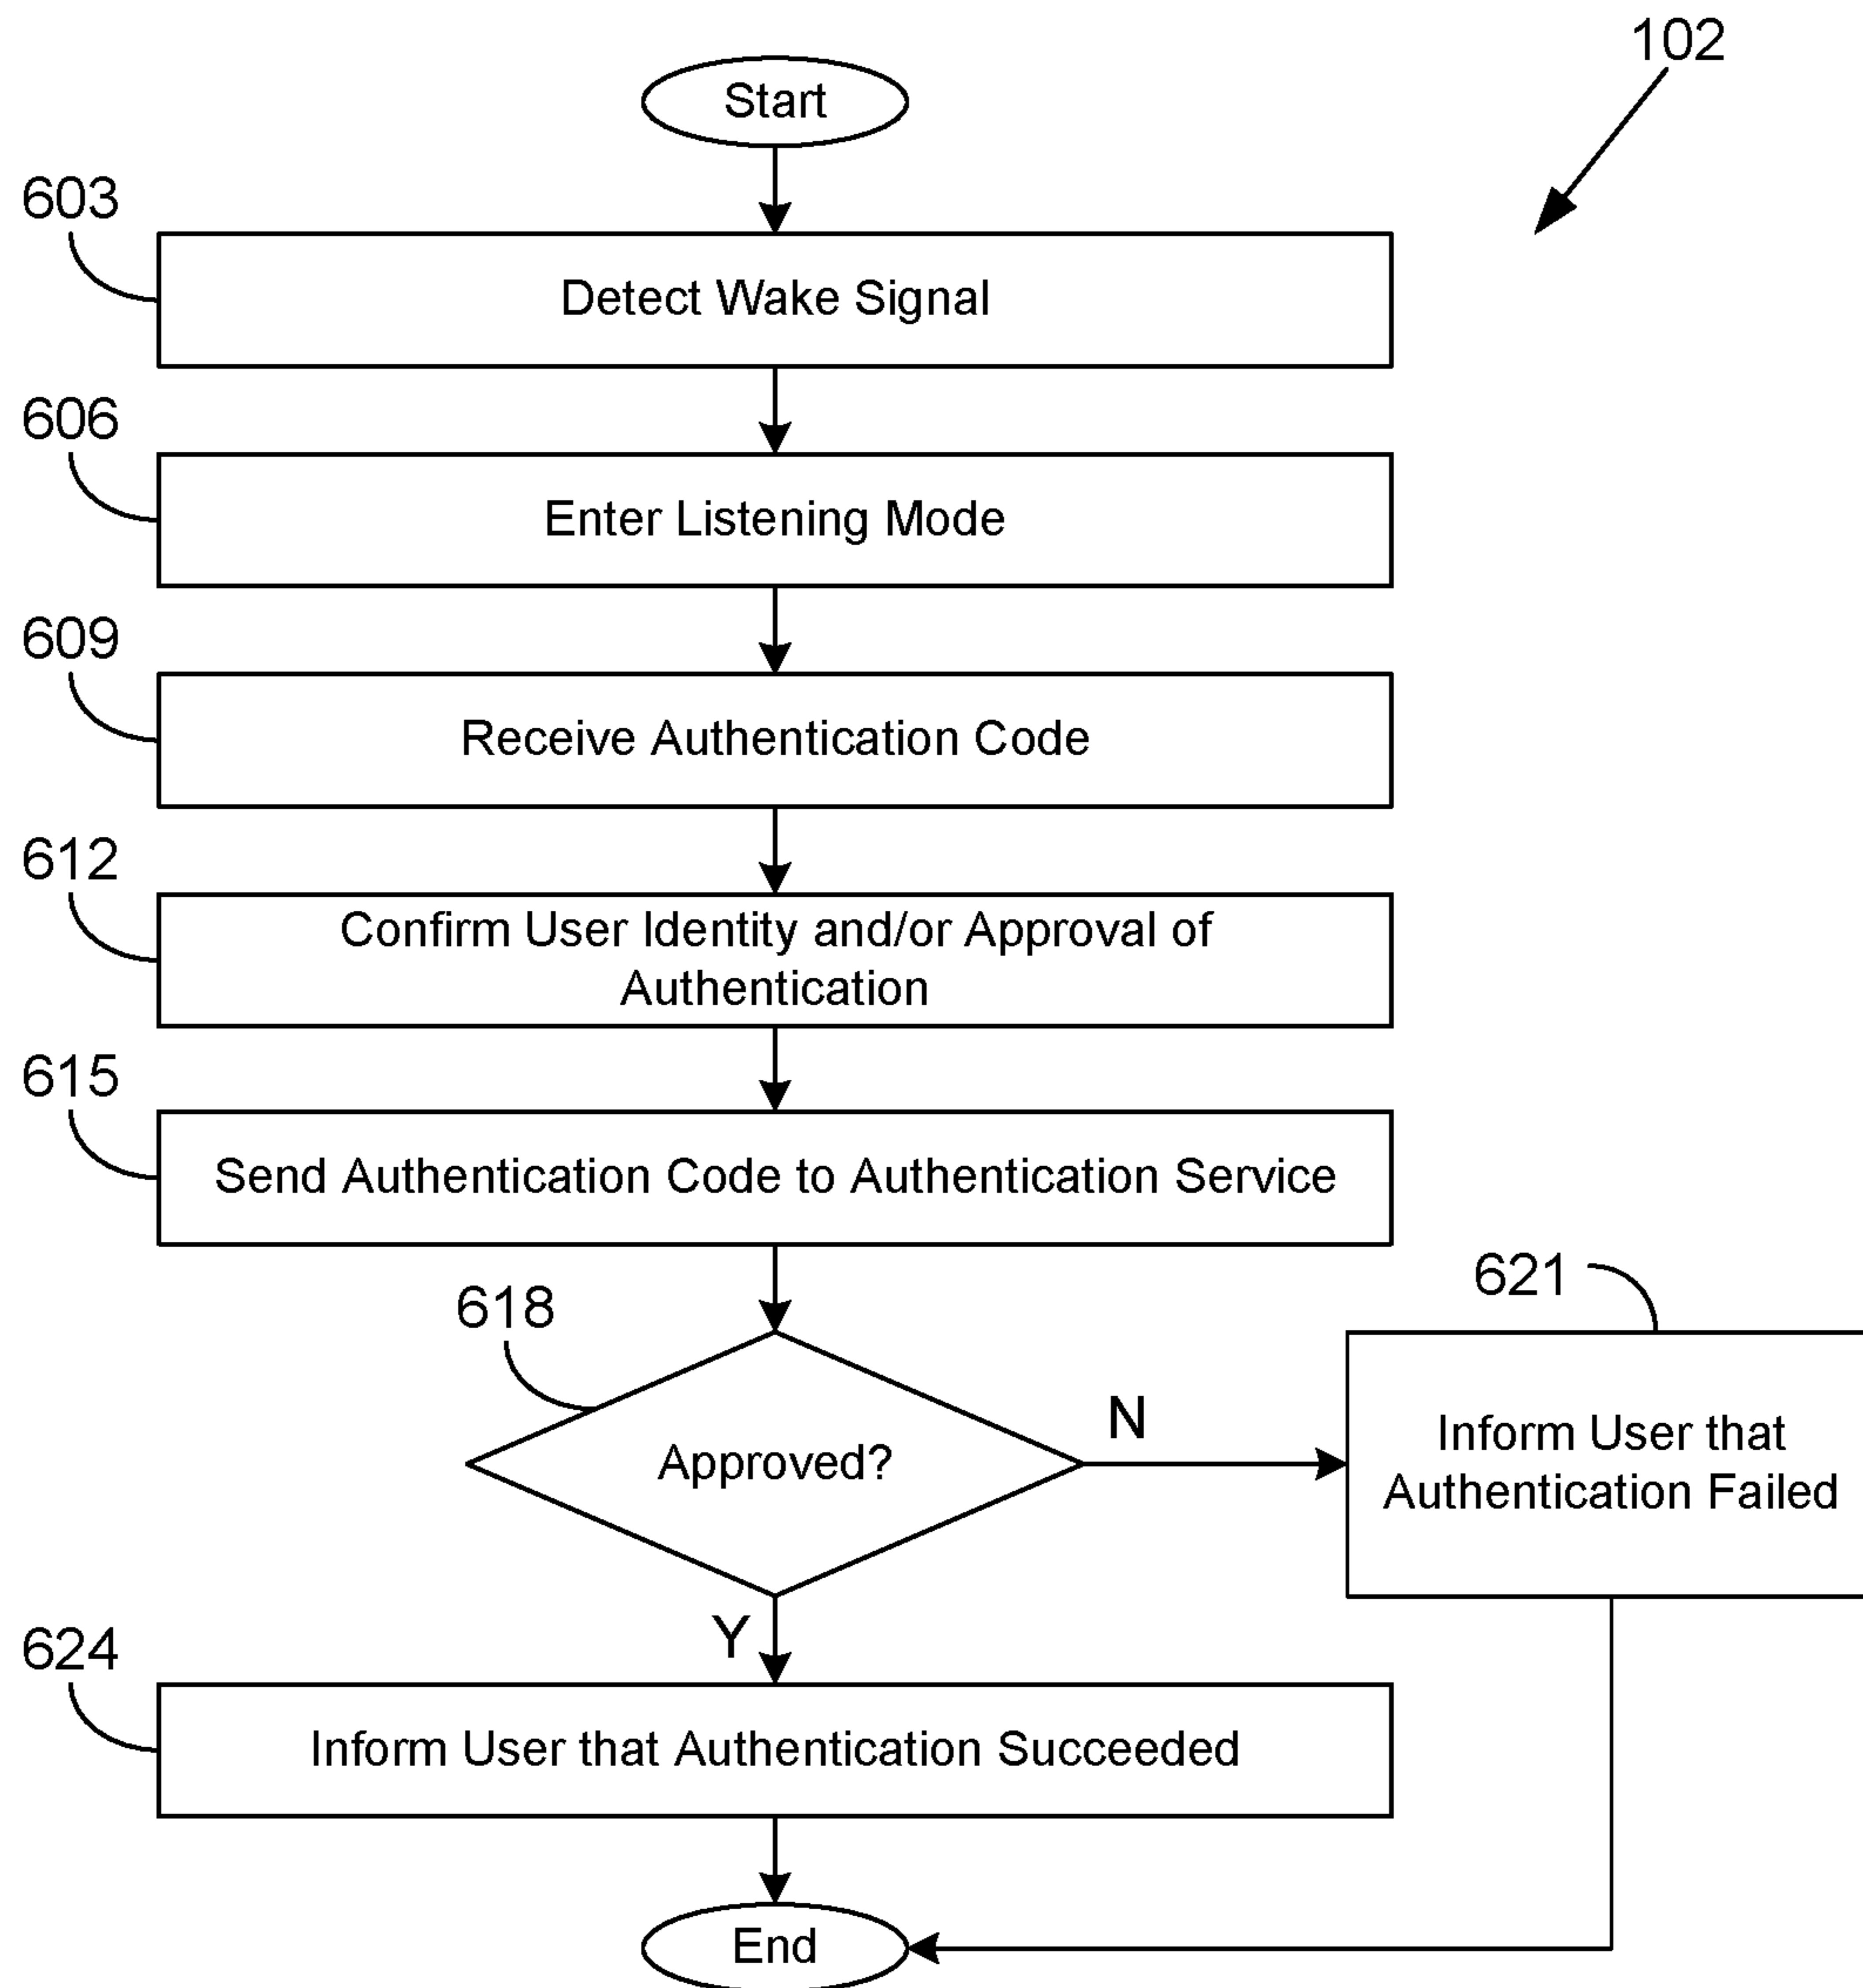 102
Start
603
Detect Wake Signal
606
Enter Listening Mode
609
Receive Authentication Code
612
Confirm User Identity and/or Approval of
Authentication
615
Send Authentication Code to Authentication Service
618
Approved?
N
621
Inform User that
Authentication Failed
Y
624
Inform User that Authentication Succeeded
End